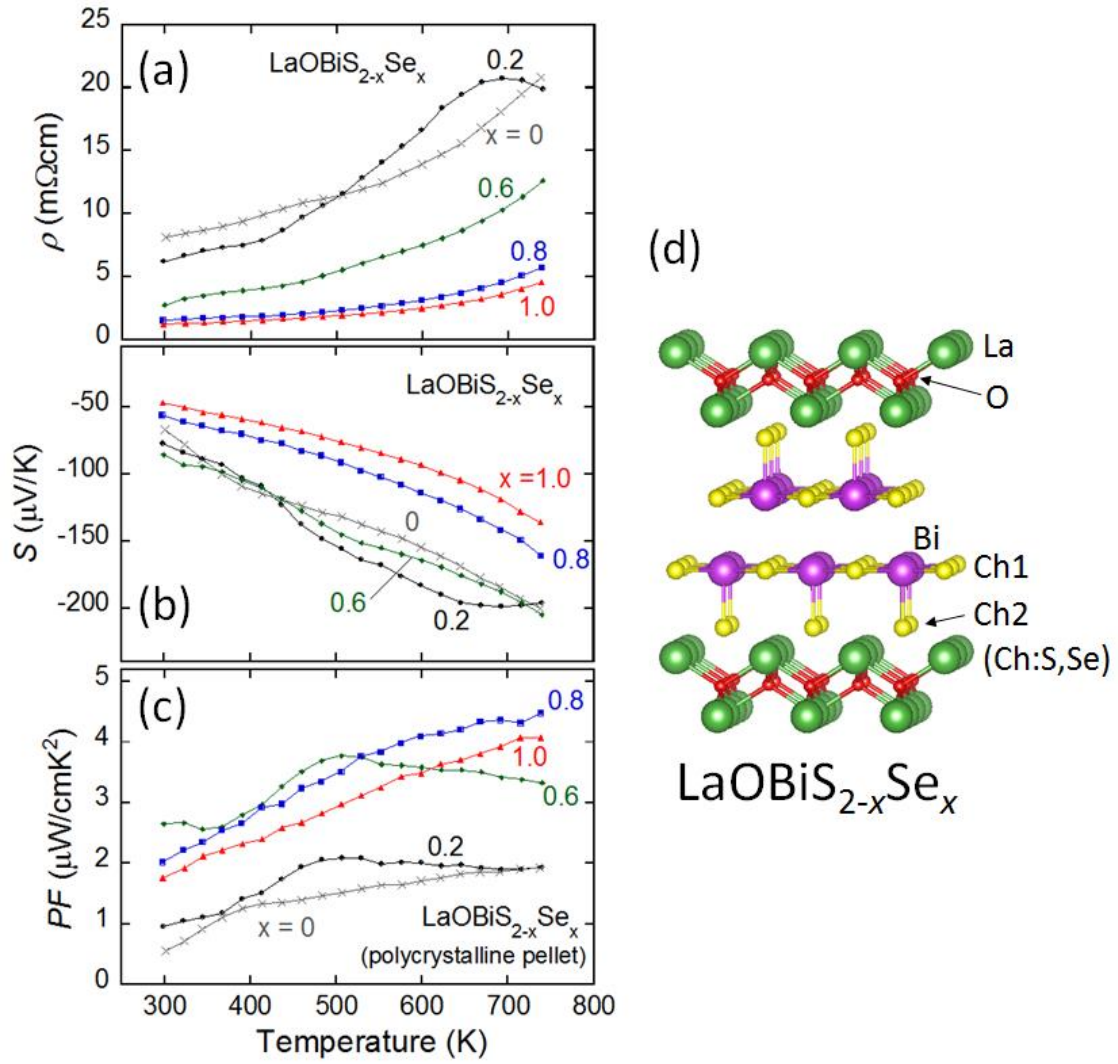 (a)
LaOBiS2-xSex
0.2
x = 0
0.6
0.8
1.0
25
20
15
10
5
0
ρ (mΩcm)
(b)
LaOBiS2-xSex
x =1.0
0
0.8
0.6
0.2
-50
-100
-150
-200
S (μV/K)
(c)
0.8
1.0
0.6
0.2
x = 0
LaOBiS2-xSex
(polycrystalline pellet)
5
4
3
2
1
0
PF (μW/cmK²)
300 400 500 600 700 800
Temperature (K)
(d)
La
O
Bi
Ch1
Ch2
(Ch:S,Se)
LaOBiS2-xSex